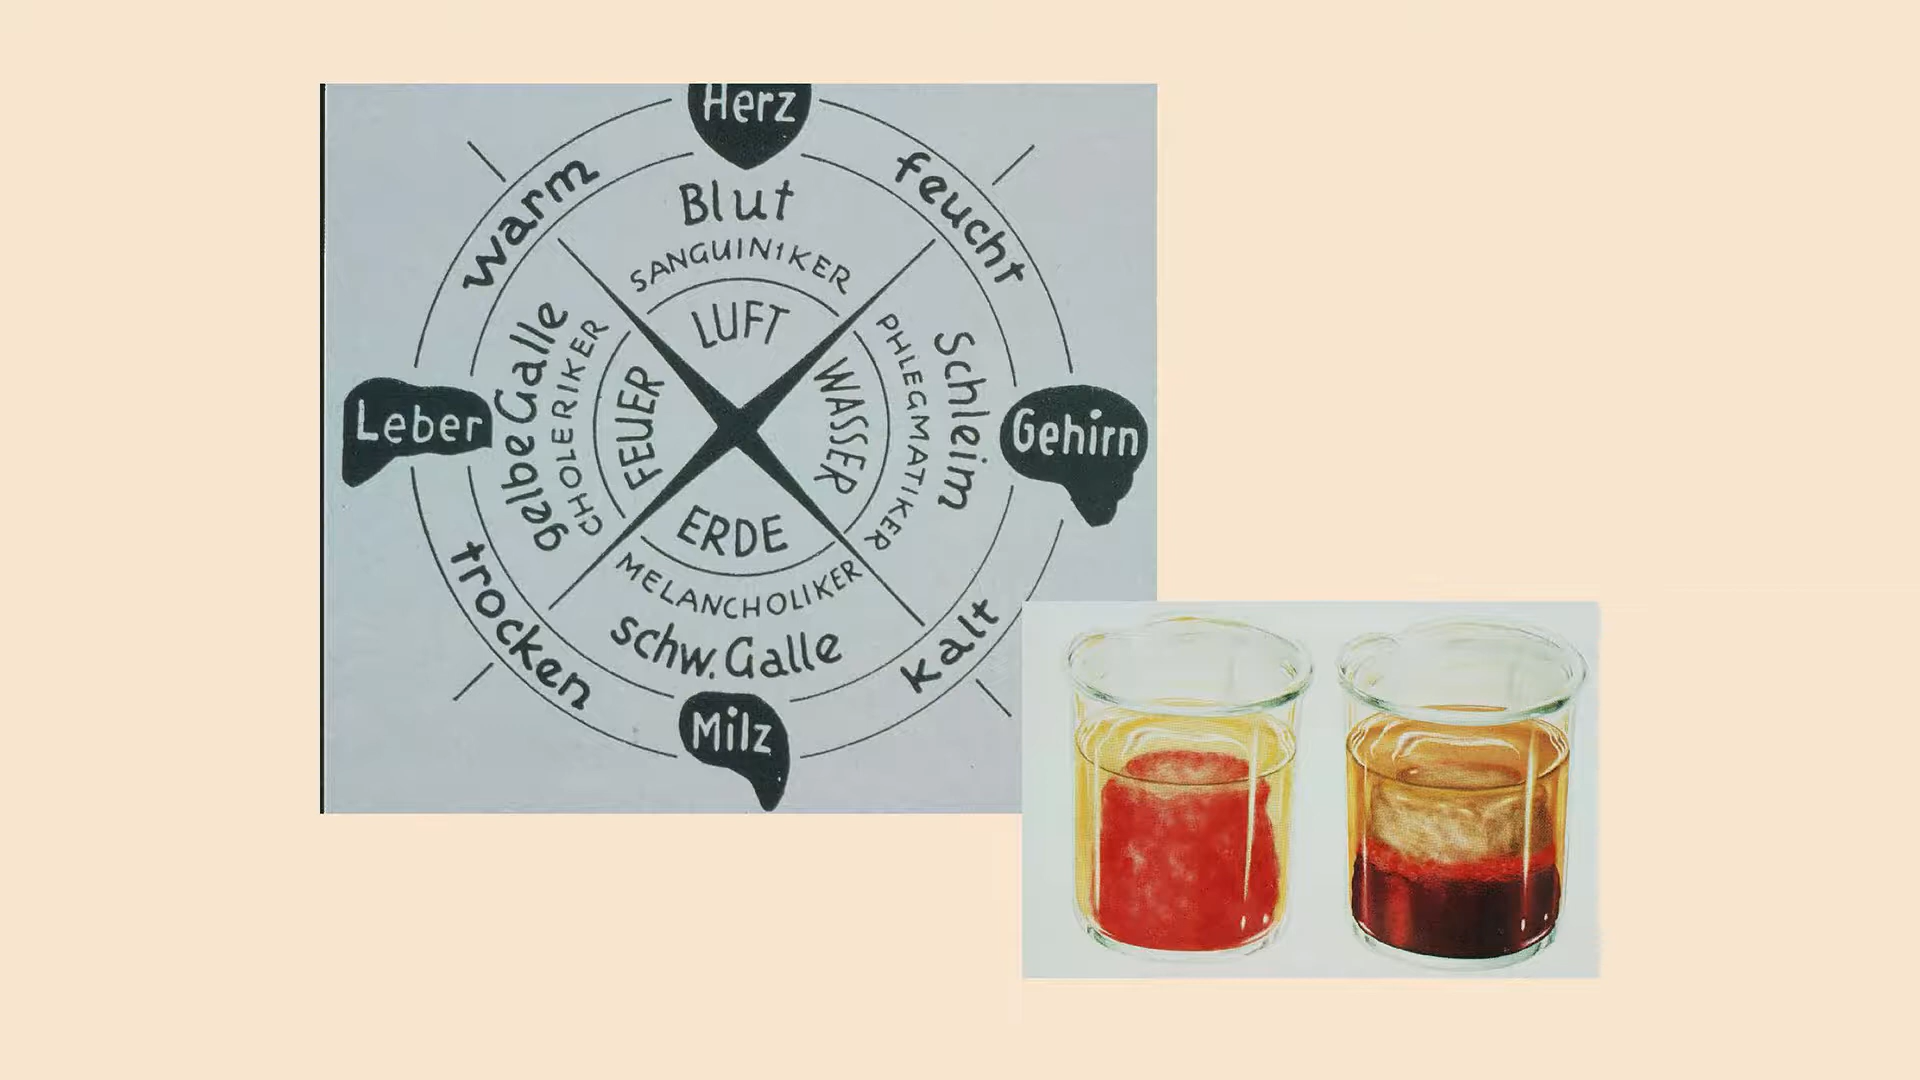 Herz
warm
feucht
Blut
SANGUINIKER
LUFT
gelbe Galle
CHOLERIKER
FEUER
WASSER
PHLEGMATIKER
Schleim
Leber
Gehirn
ERDE
MELANCHOLIKER
schw. Galle
trocken
kalt
Milz